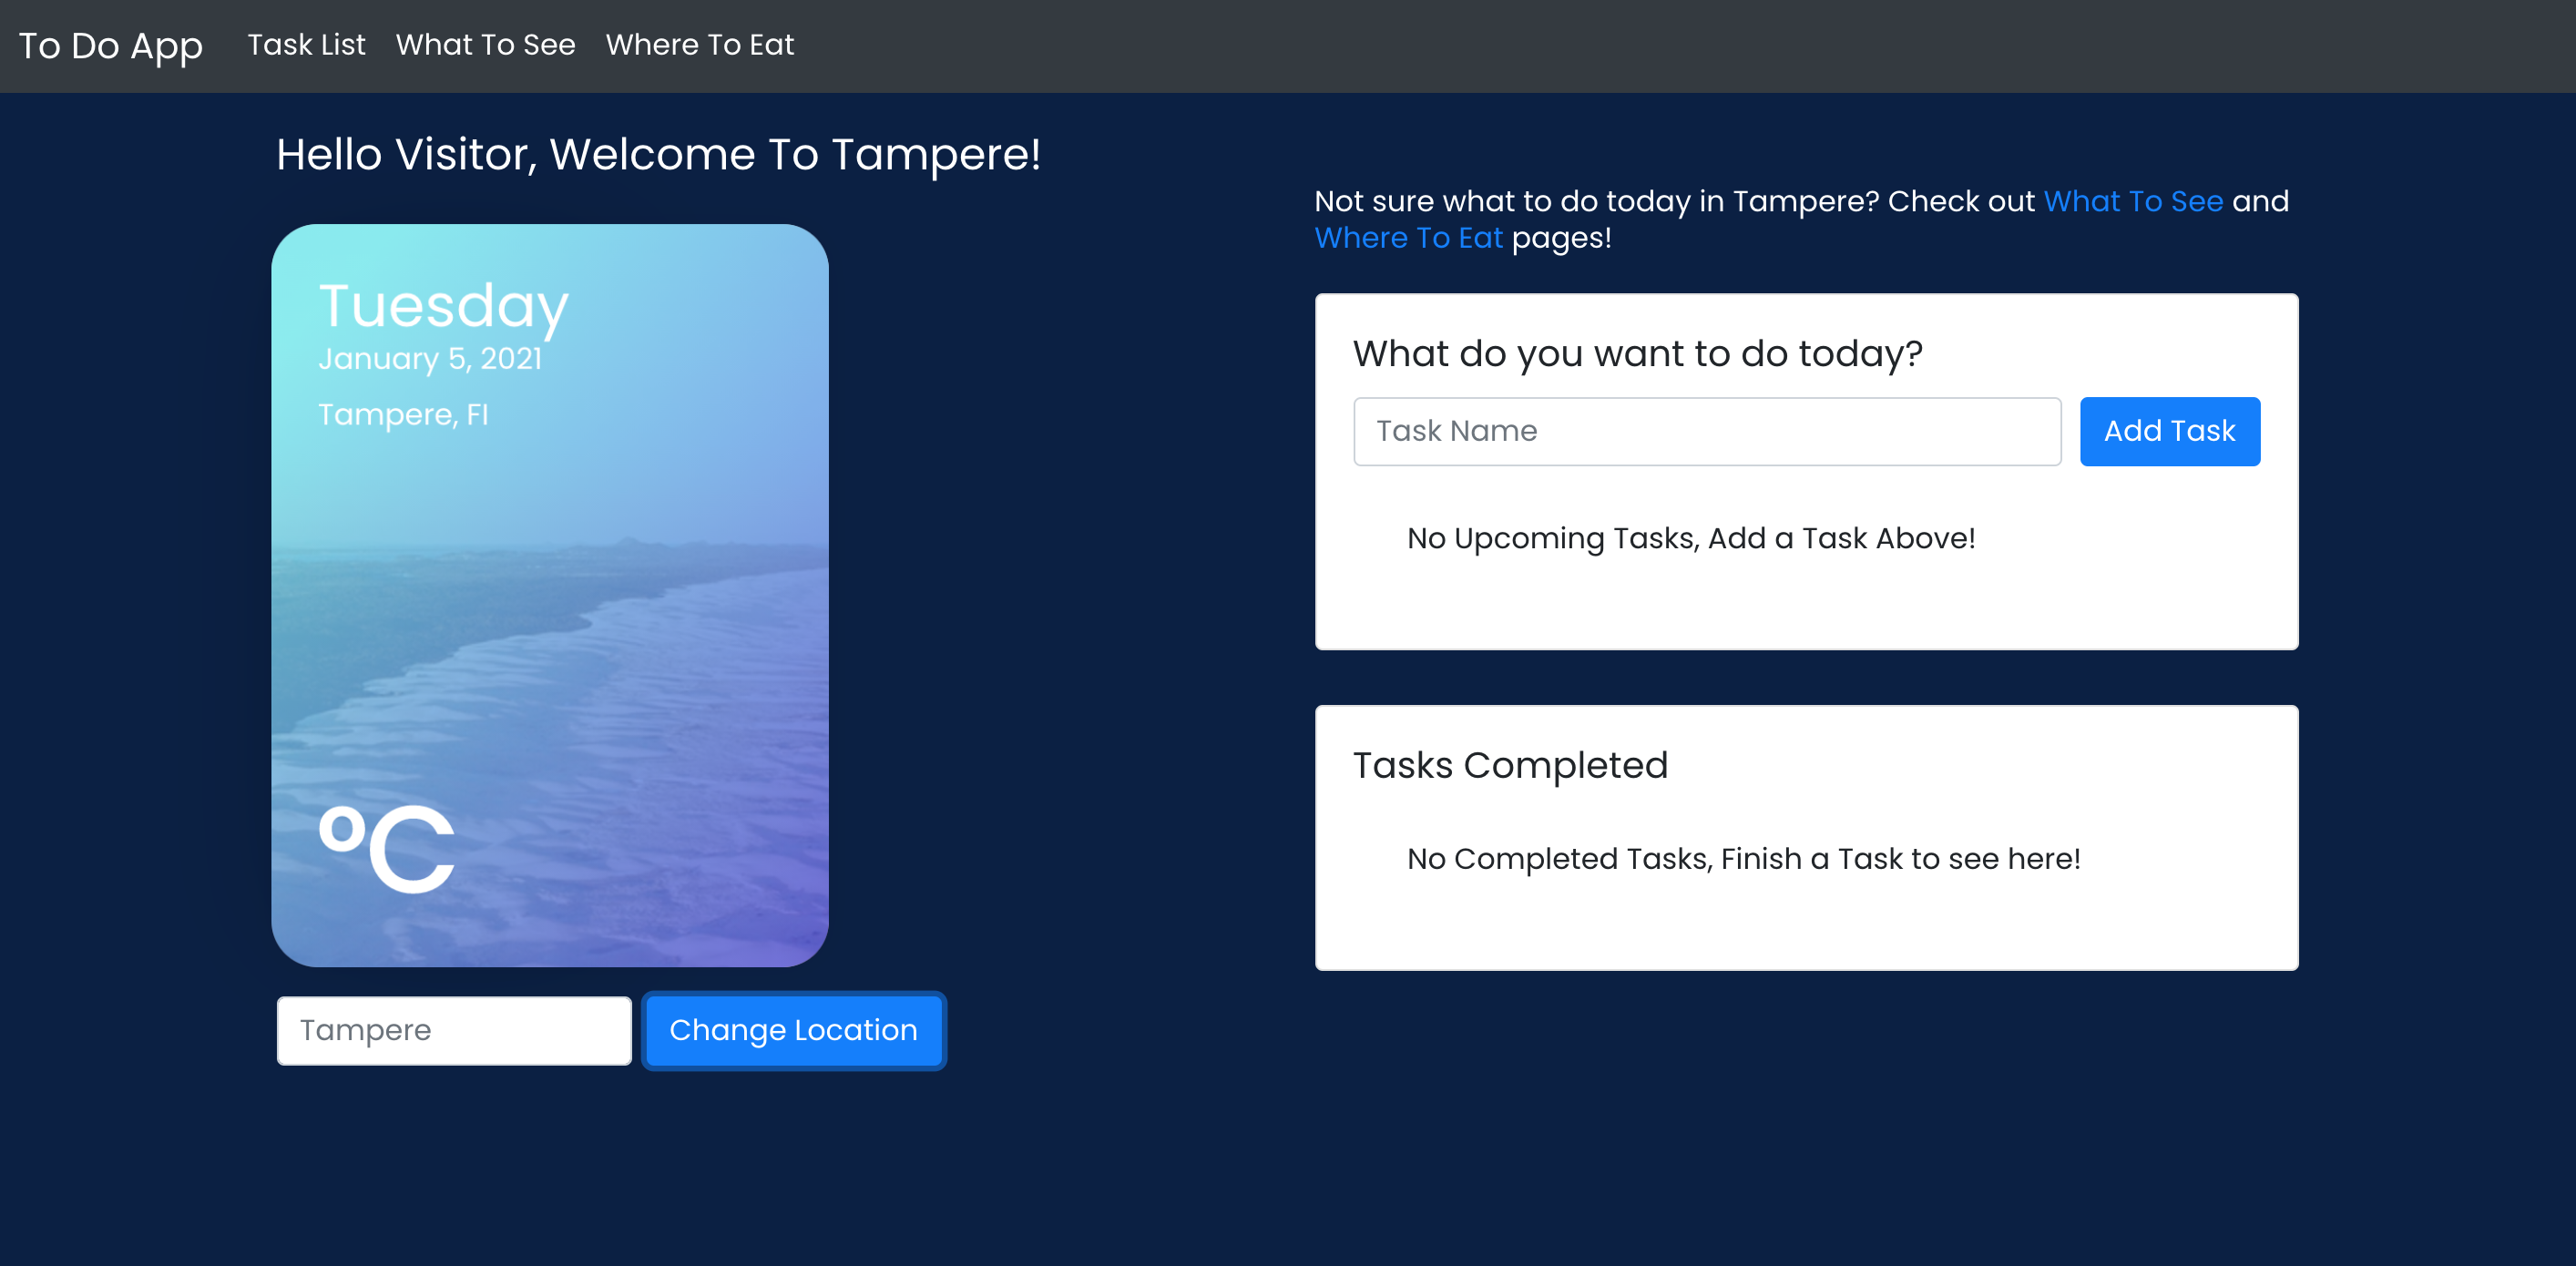 To Do App
Task List
What To See
Where To Eat
Hello Visitor, Welcome To Tampere!
Tuesday
January 5, 2021
Tampere, FI
°C
Tampere
Change Location
Not sure what to do today in Tampere? Check out What To See and
Where To Eat pages!
What do you want to do today?
Task Name
Add Task
No Upcoming Tasks, Add a Task Above!
Tasks Completed
No Completed Tasks, Finish a Task to see here!